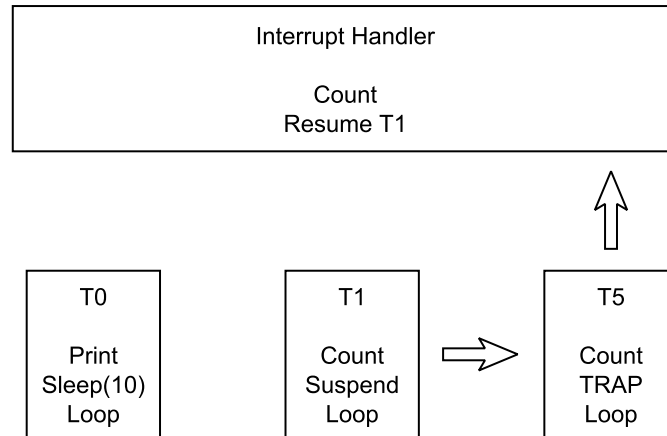 Interrupt Handler
Count
Resume T1
T0
Print
Sleep(10)
Loop
T1
Count
Suspend
Loop
T5
Count
TRAP
Loop